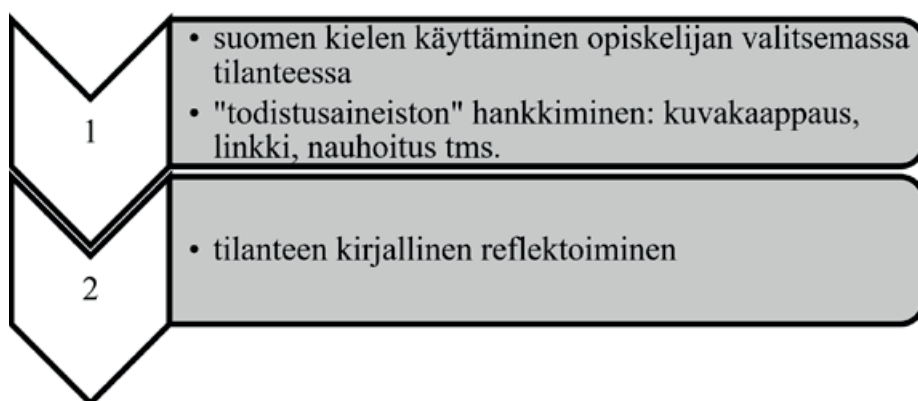 1
• suomen kielen käyttäminen opiskelijan valitsemassa
tilanteessa
• "todistusaineiston" hankkiminen: kuvakaappaus,
linkki, nauhoitus tms.
2
• tilanteen kirjallinen reflektoiminen